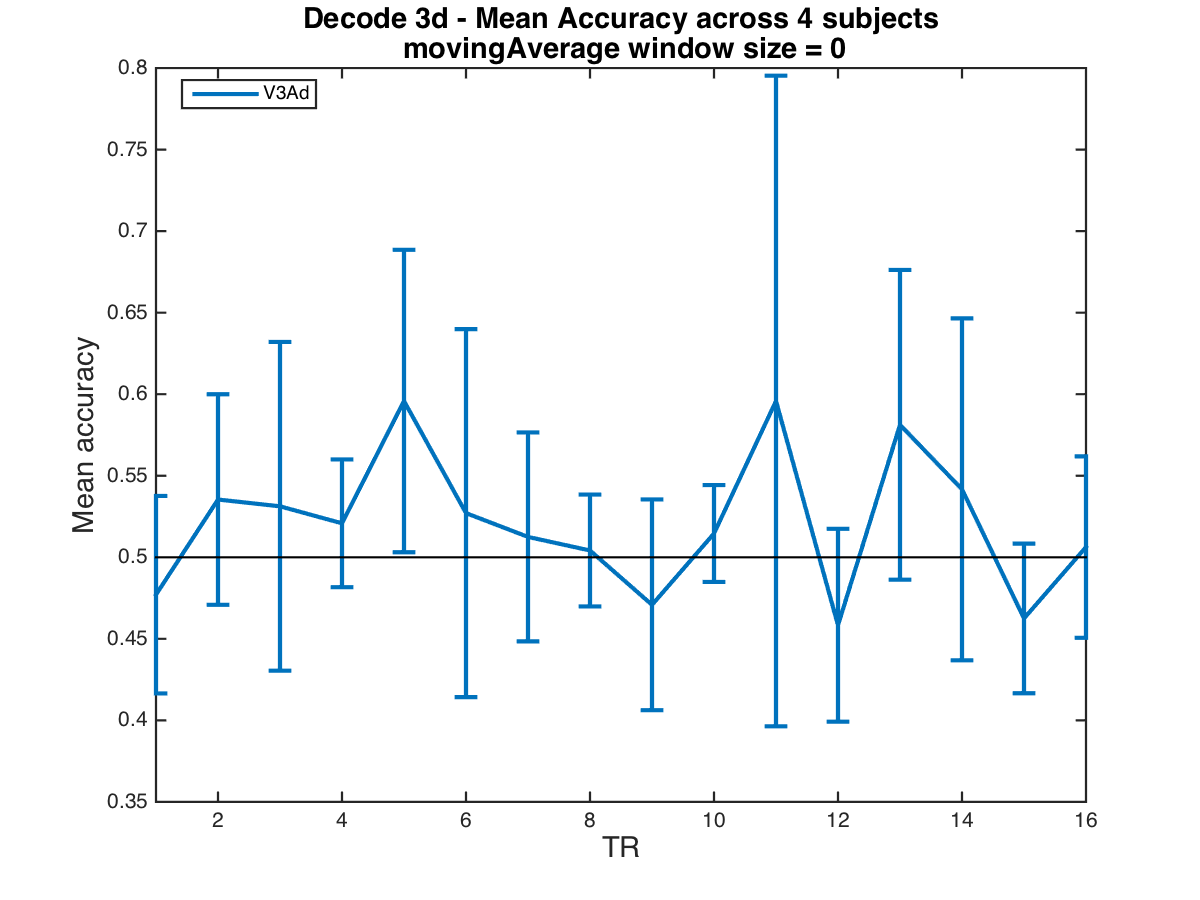 Decode 3d - Mean Accuracy across 4 subjects
movingAverage window size = 0
V3Ad
Mean accuracy
0.8
0.75
0.7
0.65
0.6
0.55
0.5
0.45
0.4
0.35
2 4 6 8 10 12 14 16
TR